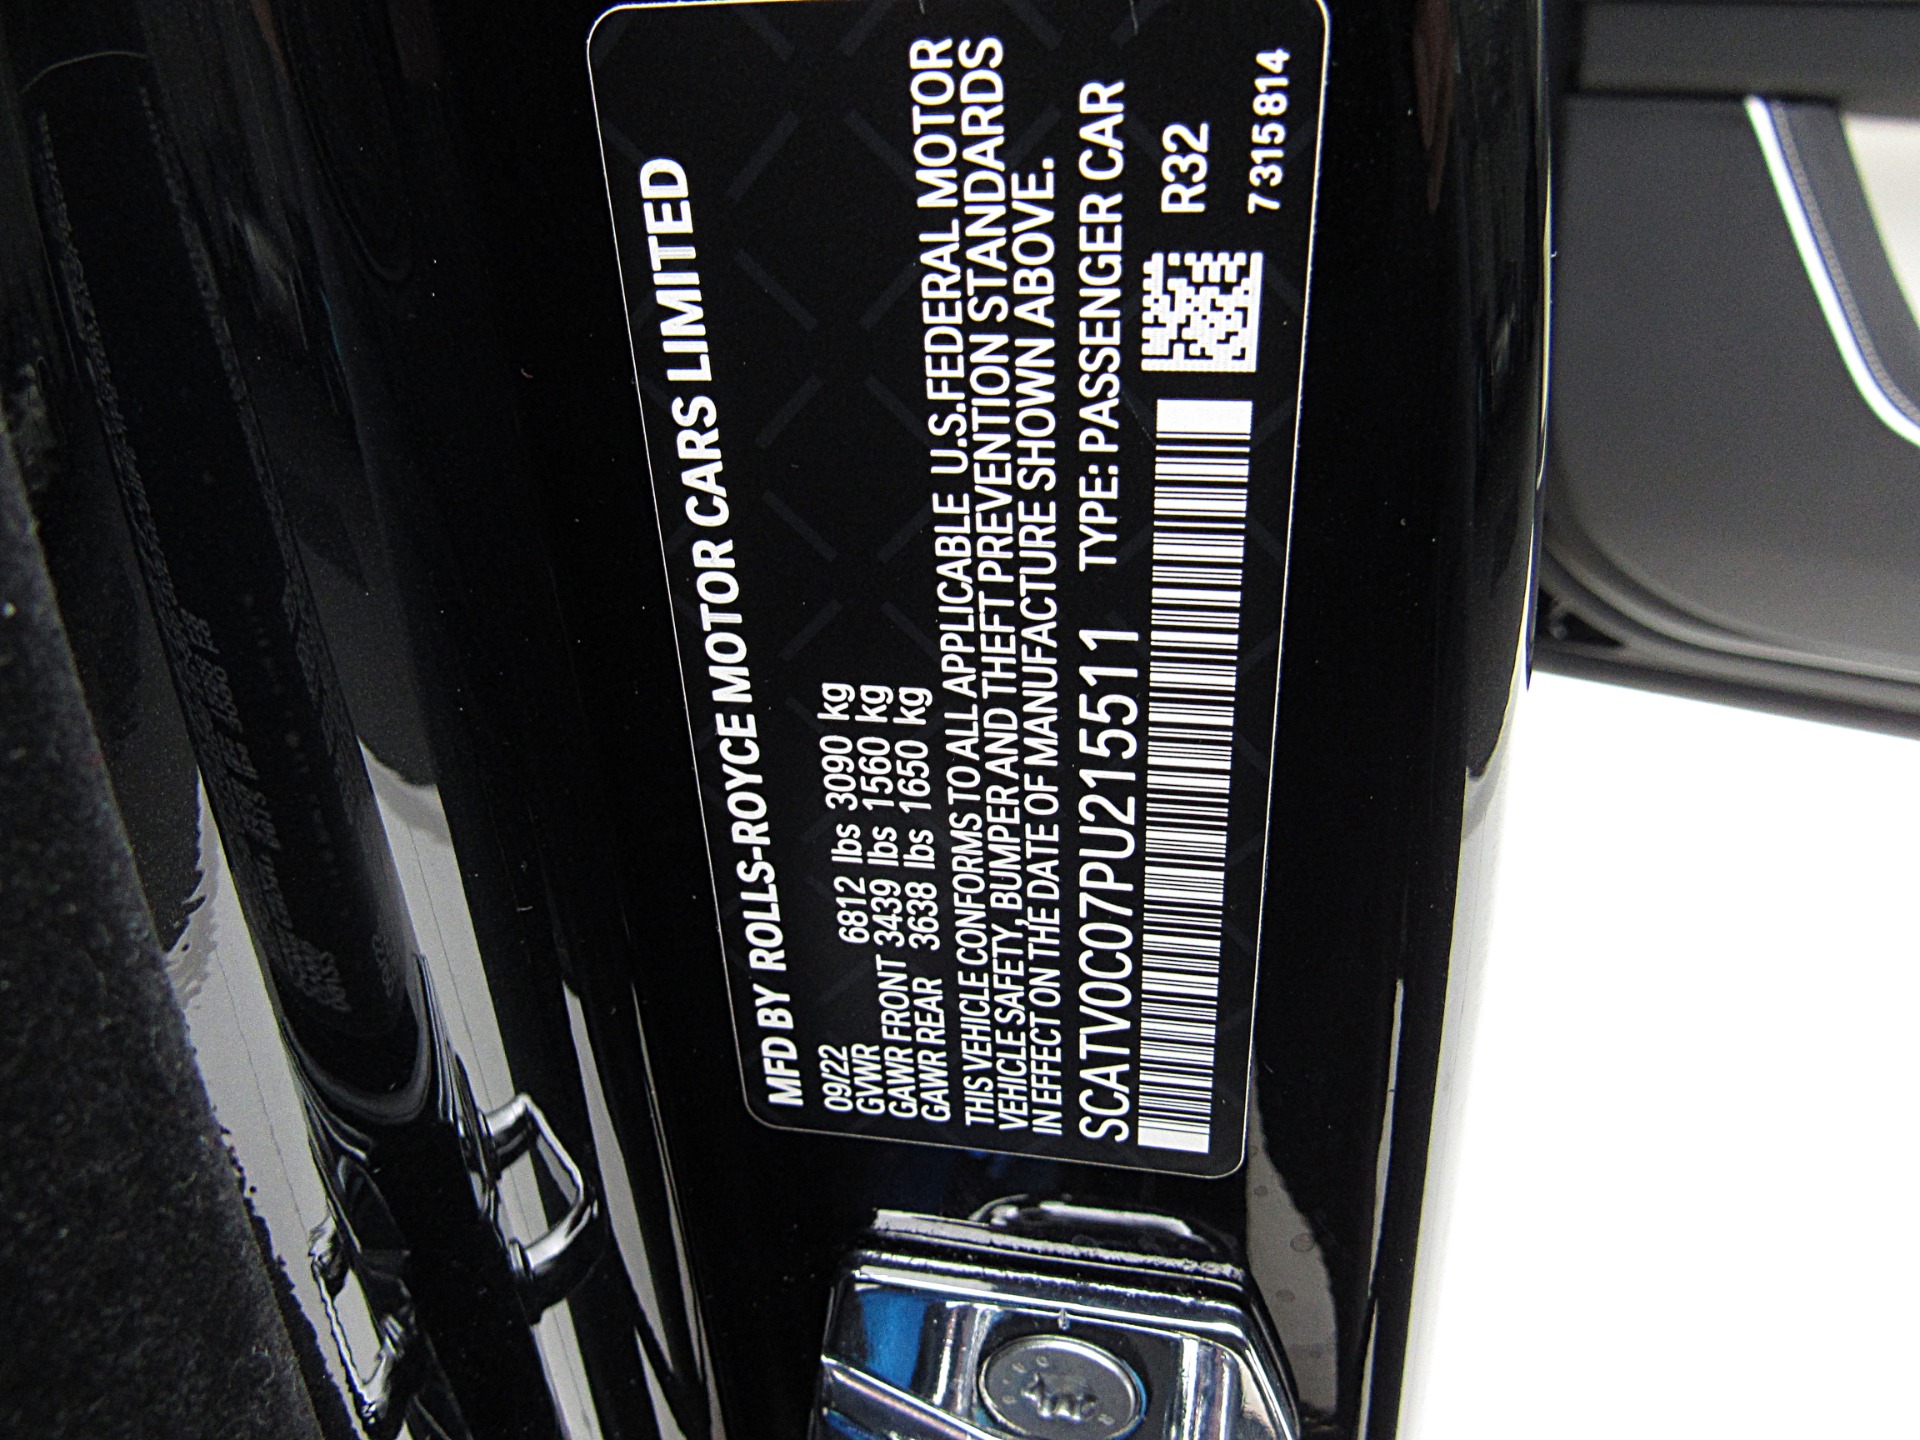 MFD BY ROLLS-ROYCE MOTOR CARS LIMITED
09/22
GVWR 6812 lbs 3090 kg
GAWR FRONT 3439 lbs 1560 kg
GAWR REAR 3638 lbs 1650 kg
THIS VEHICLE CONFORMS TO ALL APPLICABLE U.S.FEDERAL MOTOR
VEHICLE SAFETY, BUMPER AND THEFT PREVENTION STANDARDS
IN EFFECT ON THE DATE OF MANUFACTURE SHOWN ABOVE.
SCATV0C07PU215511 TYPE: PASSENGER CAR
R32
7315814